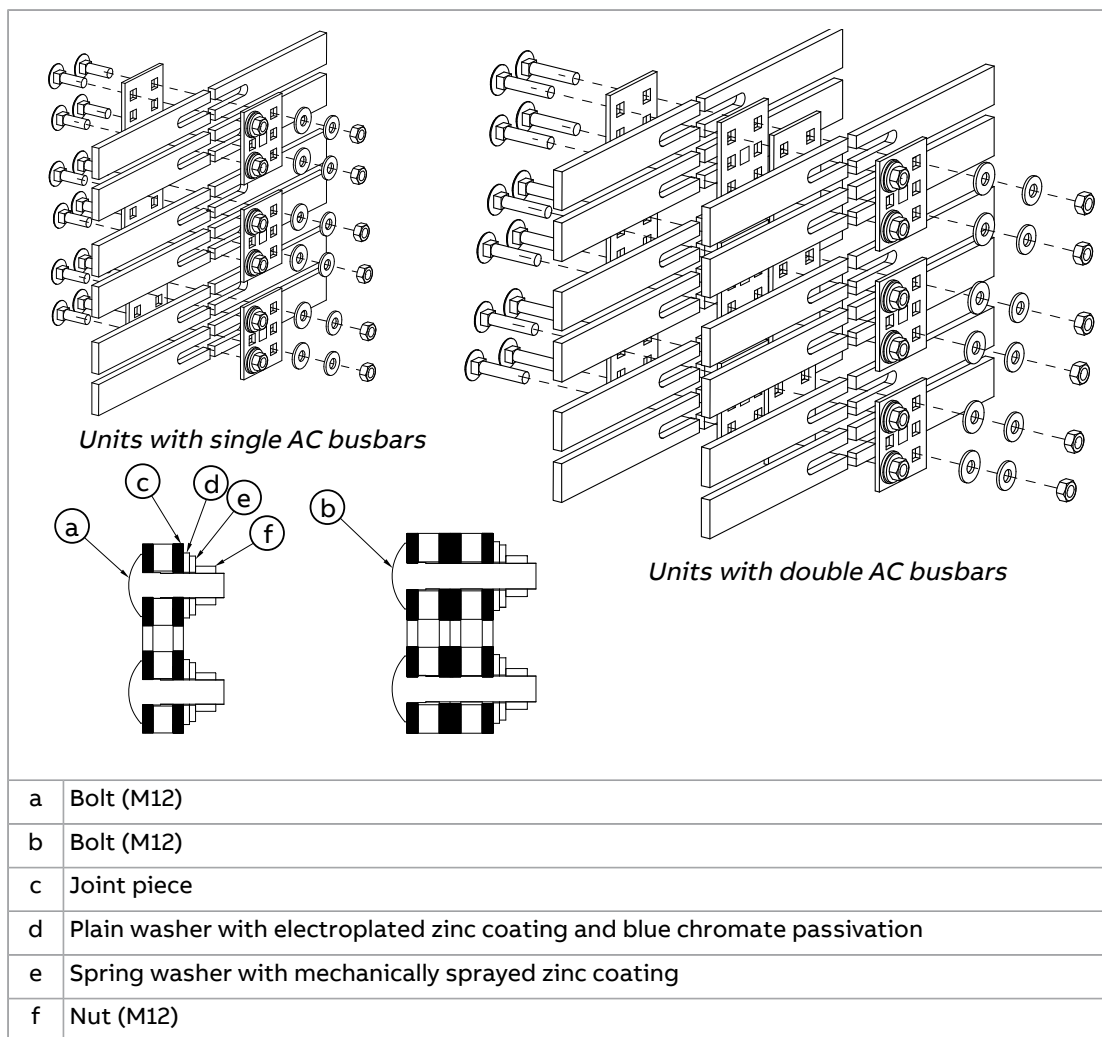 Units with single AC busbars
Units with double AC busbars
c
d
e
a
f
b
a Bolt (M12)
b Bolt (M12)
c Joint piece
d Plain washer with electroplated zinc coating and blue chromate passivation
e Spring washer with mechanically sprayed zinc coating
f Nut (M12)